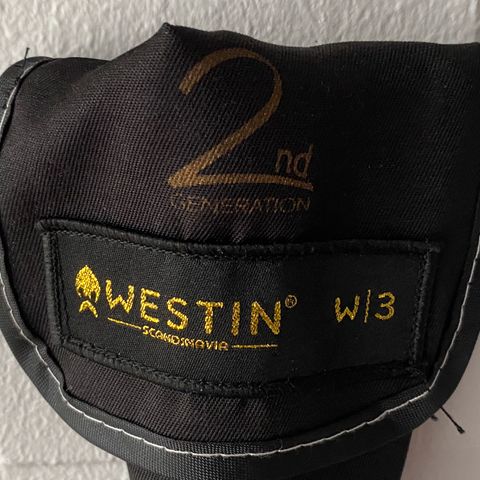 2nd
GENERATION
WESTIN® W/3
SCANDINAVIA